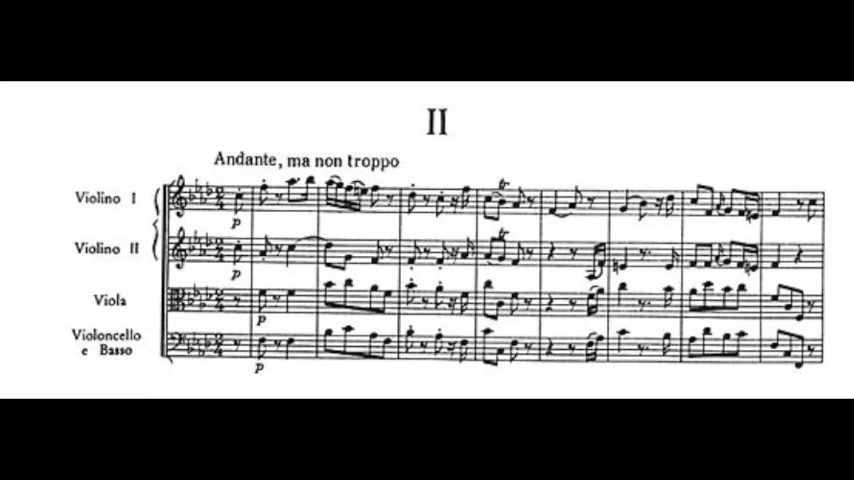 II
Andante, ma non troppo
Violino I
p
Violino II
p
Viola
p
Violoncello
e Basso
p